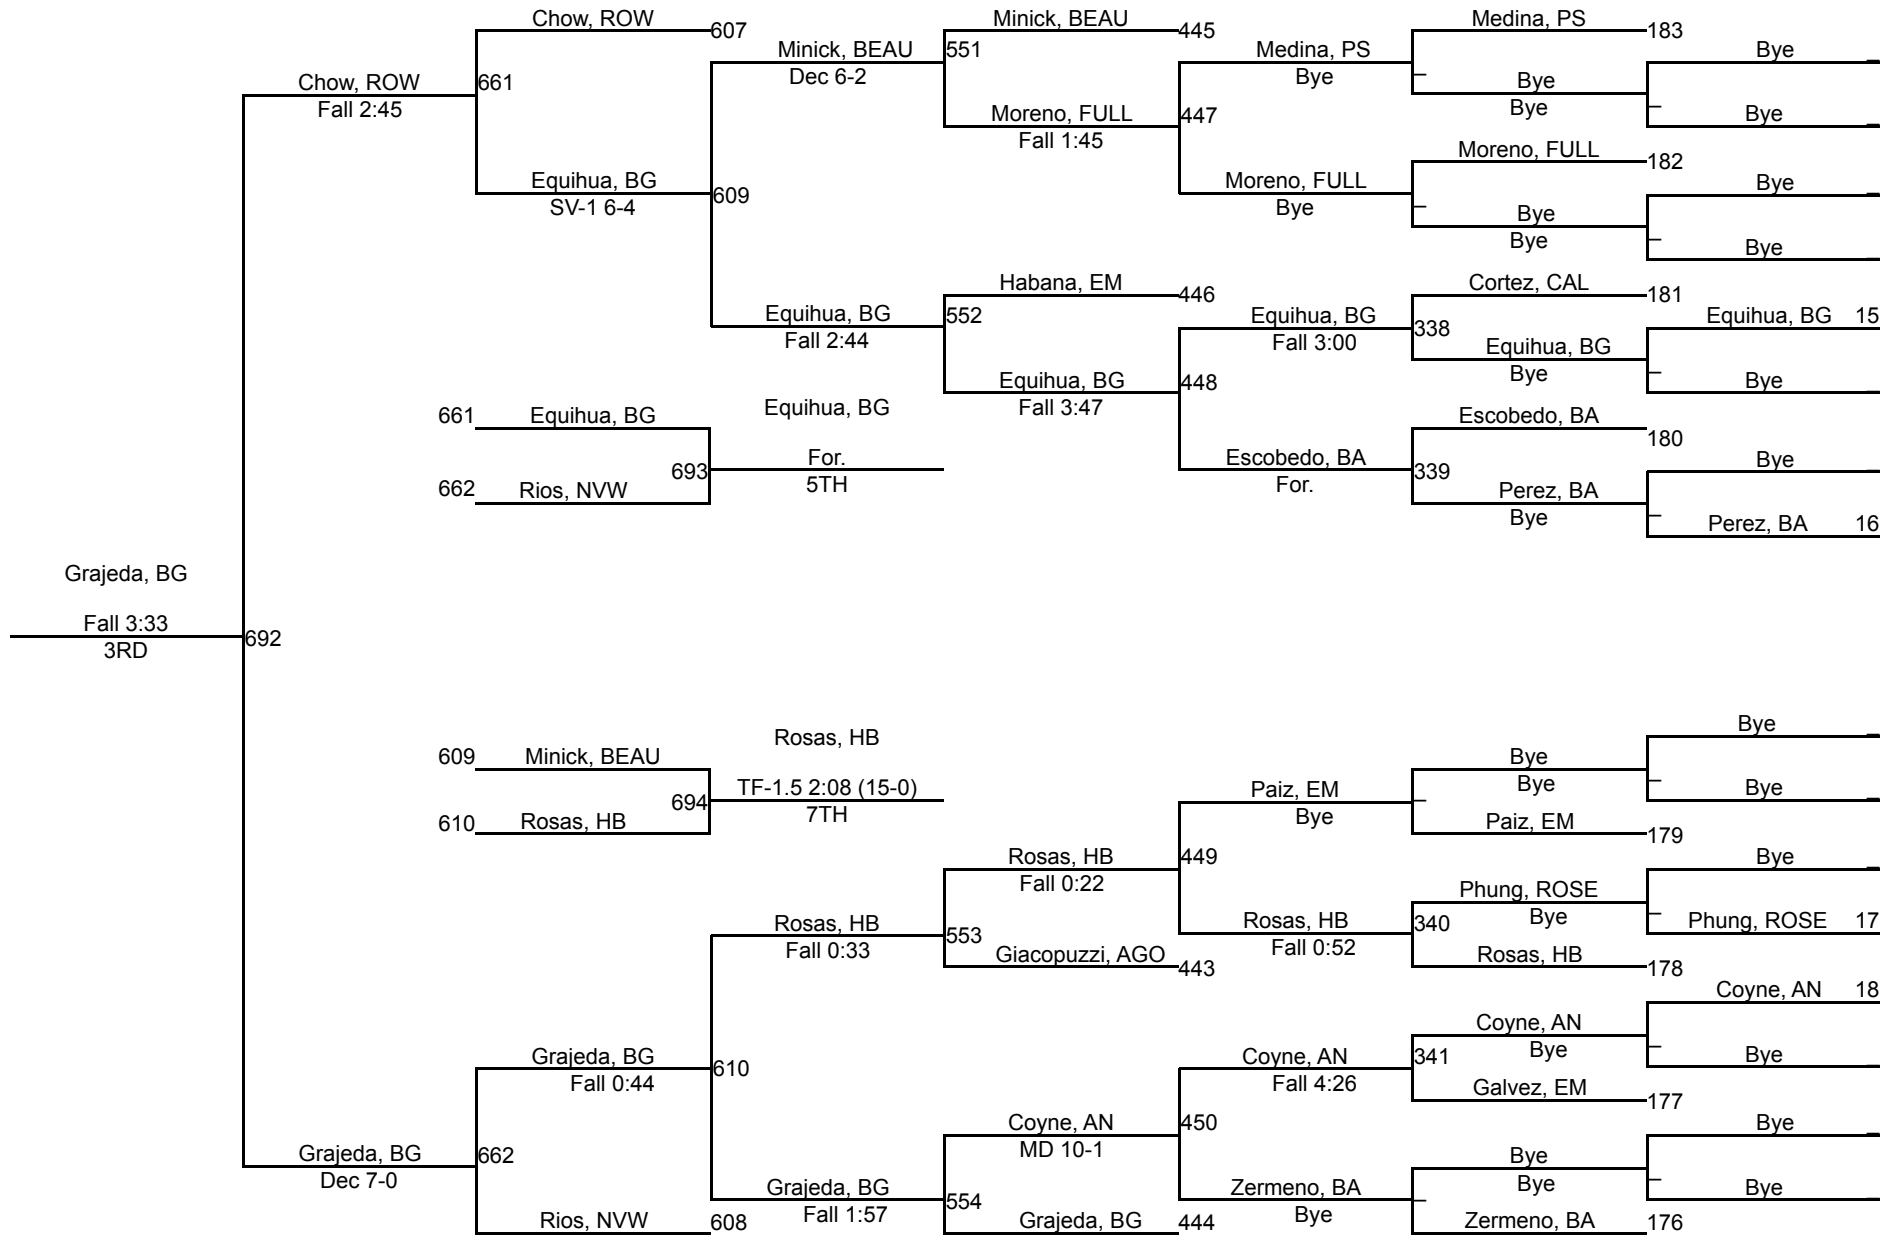 Chow, ROW
607
Minick, BEAU
445
Medina, PS
183
Minick, BEAU
551
Dec 6-2
Medina, PS
Bye
Bye
Chow, ROW
661
Fall 2:45
Bye
Bye
Moreno, FULL
447
Fall 1:45
Bye
Moreno, FULL
182
Equihua, BG
609
SV-1 6-4
Moreno, FULL
Bye
Bye
Bye
Bye
Bye
Habana, EM
446
Cortez, CAL
181
Equihua, BG
552
Fall 2:44
Equihua, BG
338
Fall 3:00
Equihua, BG 15
Equihua, BG
Bye
Equihua, BG
448
Fall 3:47
Bye
661
Equihua, BG
Equihua, BG
Escobedo, BA
180
693
For.
5TH
Escobedo, BA
339
For.
Bye
662
Rios, NVW
Perez, BA
Bye
Perez, BA 16
Grajeda, BG
Fall 3:33
692
3RD
Rosas, HB
Bye
609
Minick, BEAU
Bye
Bye
694
TF-1.5 2:08 (15-0)
7TH
Paiz, EM
Bye
Bye
610
Rosas, HB
Paiz, EM
179
Rosas, HB
449
Fall 0:22
Bye
Phung, ROSE
Bye
Rosas, HB
553
Fall 0:33
Rosas, HB
340
Fall 0:52
Phung, ROSE 17
Giacopuzzi, AGO
443
Rosas, HB
178
Coyne, AN 18
Coyne, AN
Bye
Grajeda, BG
610
Fall 0:44
Coyne, AN
341
Fall 4:26
Bye
Galvez, EM
177
Coyne, AN
450
MD 10-1
Bye
Grajeda, BG
662
Dec 7-0
Bye
Bye
Grajeda, BG
554
Fall 1:57
Zermeno, BA
Bye
Bye
Rios, NVW
608
Grajeda, BG
444
Zermeno, BA
176